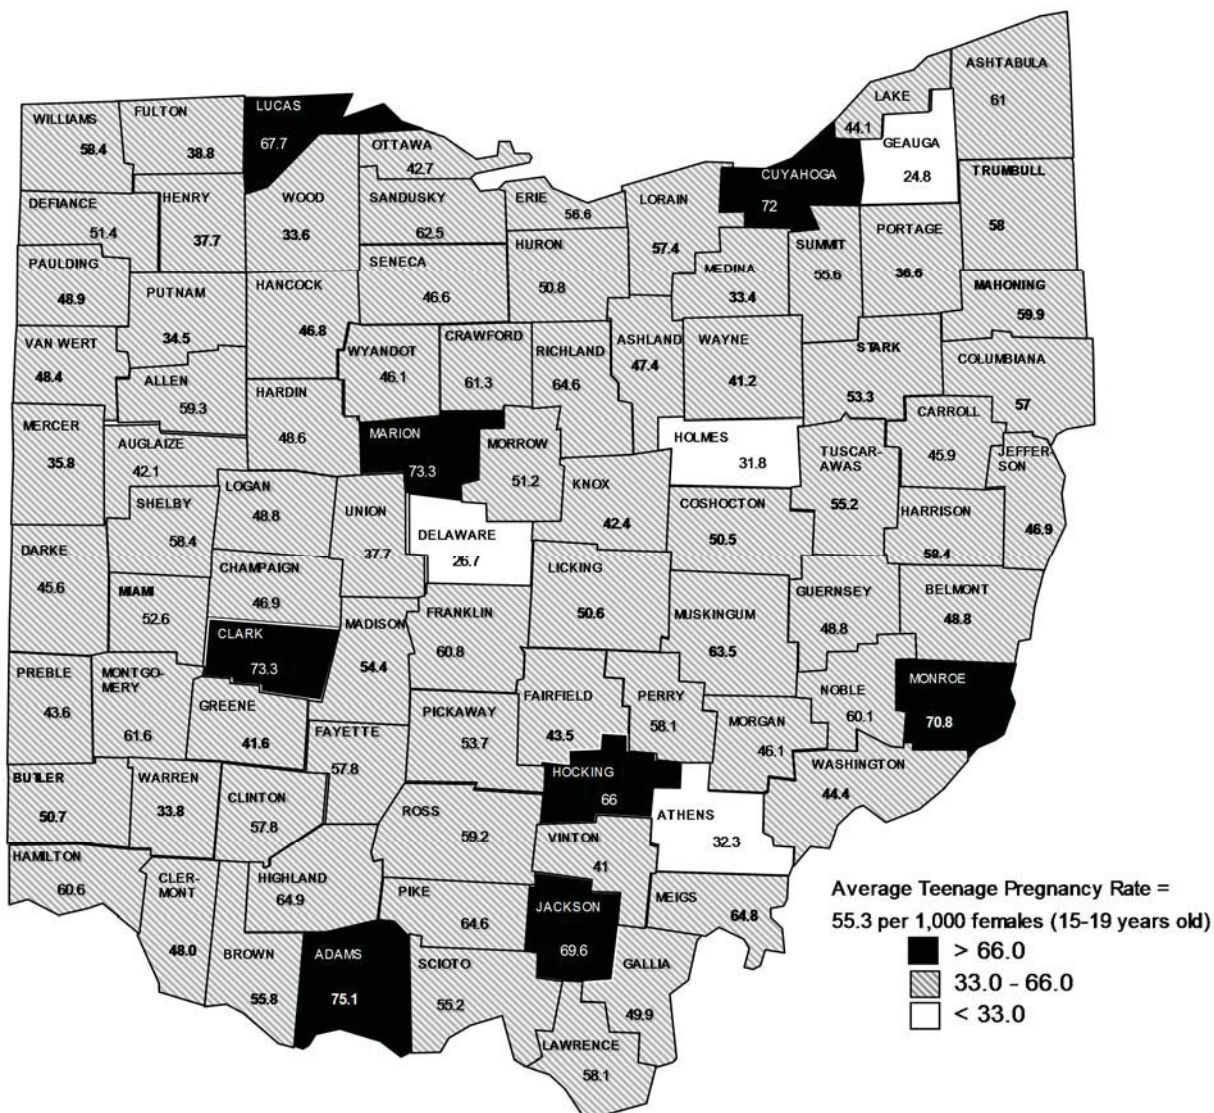 ASHTABULA
61
LAKE
44.1
GEAUGA
24.8
LUCAS
67.7
FULTON
38.8
WILLIAMS
58.4
OTTAWA
42.7
CUYAHOGA
72
TRUMBULL
58
DEFIANCE
51.4
HENRY
37.7
WOOD
33.6
SANDUSKY
62.5
ERIE
56.6
LORAIN
57.4
SUMMIT
55.6
PORTAGE
36.6
PAULDING
48.9
PUTNAM
34.5
HANCOCK
46.8
SENECA
46.6
HURON
50.8
MEDINA
33.4
MAHONING
59.9
VAN WERT
48.4
ALLEN
59.3
HARDIN
48.6
WYANDOT
46.1
CRAWFORD
61.3
RICHLAND
64.6
ASHLAND
47.4
WAYNE
41.2
STARK
53.3
COLUMBIANA
57
MERCER
35.8
AUGLAIZE
42.1
MARION
73.3
MORROW
51.2
HOLMES
31.8
CARROLL
45.9
TUSCAR-
AWAS
55.2
JEFFER-
SON
46.9
SHELBY
58.4
LOGAN
48.8
UNION
37.7
DELAWARE
26.7
KNOX
42.4
COSHOCTON
50.5
HARRISON
59.4
DARKE
45.6
MIAMI
52.6
CHAMPAIGN
46.9
LICKING
50.6
GUERNSEY
48.8
BELMONT
48.8
CLARK
73.3
MADISON
54.4
FRANKLIN
60.8
MUSKINGUM
63.5
PREBLE
43.6
MONTGO-
MERY
61.6
GREENE
41.6
FAYETTE
57.8
PICKAWAY
53.7
FAIRFIELD
43.5
PERRY
58.1
MORGAN
46.1
NOBLE
60.1
MONROE
70.8
BUTLER
50.7
WARREN
33.8
CLINTON
57.8
ROSS
59.2
HOCKING
66
ATHENS
32.3
WASHINGTON
44.4
HAMILTON
60.6
CLER-
MONT
48.0
HIGHLAND
64.9
PIKE
64.6
VINTON
41
JACKSON
69.6
MEIGS
64.8
BROWN
55.8
ADAMS
75.1
SCIOTO
55.2
GALLIA
49.9
LAWRENCE
58.1
Average Teenage Pregnancy Rate =
55.3 per 1,000 females (15-19 years old)
> 66.0
33.0 - 66.0
< 33.0